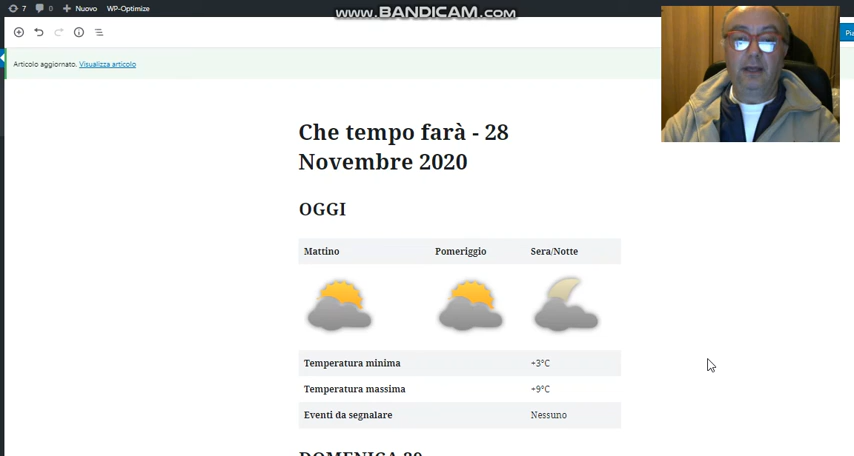 www.BANDICAM.com
7 0 Nuovo WP-Optimize
Articolo aggiornato. Visualizza articolo
Che tempo farà - 28
Novembre 2020
OGGI
Mattino Pomeriggio Sera/Notte
Temperatura minima +3°C
Temperatura massima +9°C
Eventi da segnalare Nessuno